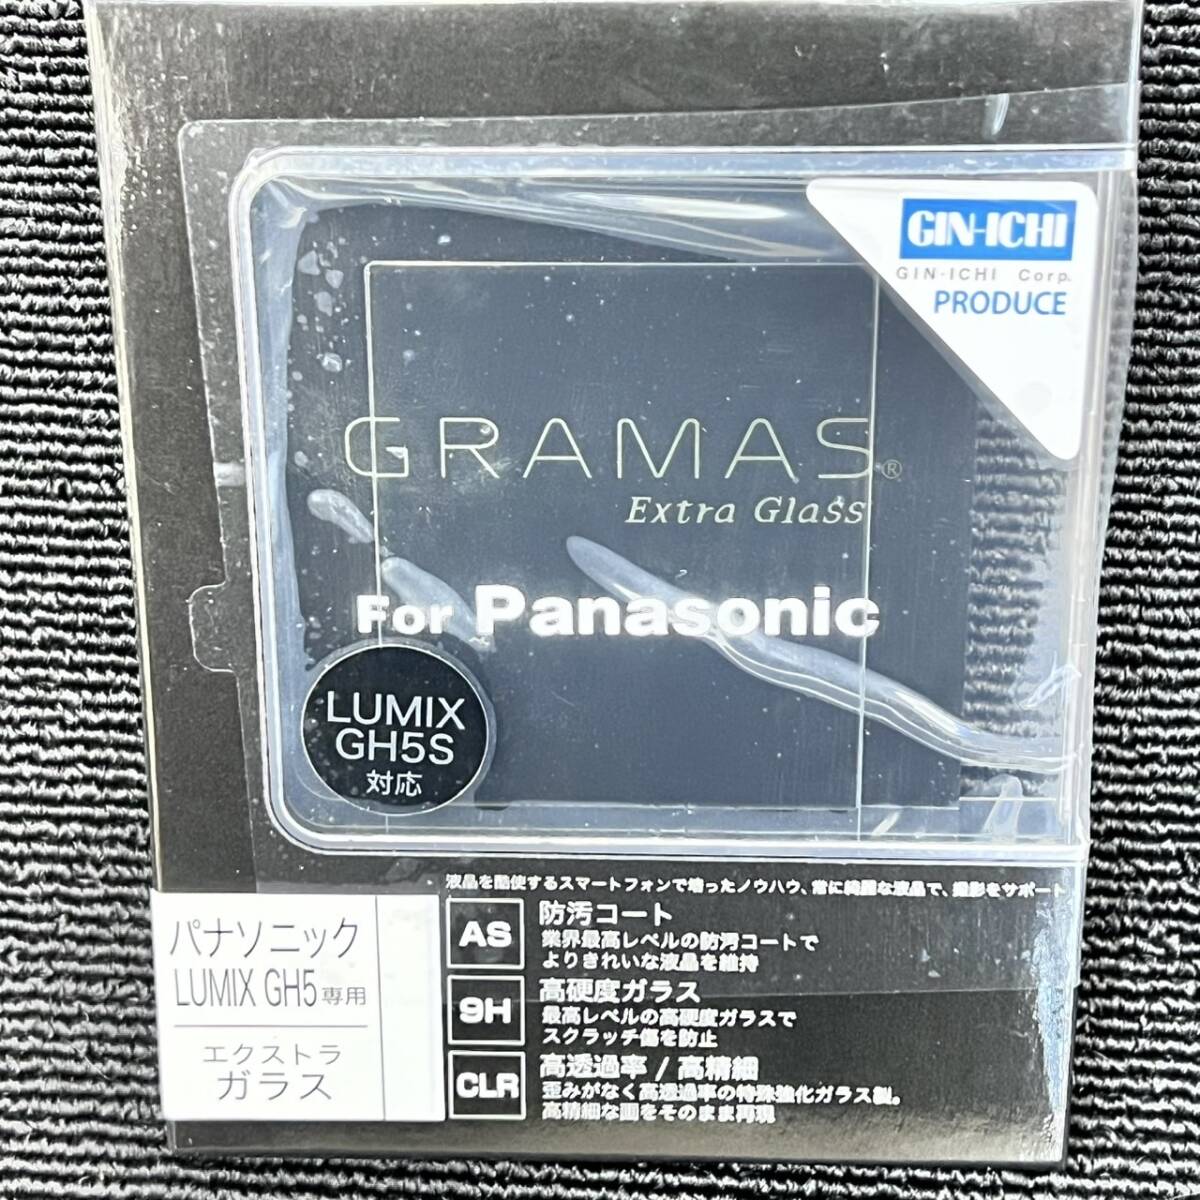 GIN-ICHI
GIN-ICHI Corp.
PRODUCE
GRAMAS®
Extra Glass
For Panasonic
LUMIX
GH5S
対応
液晶を酷使するスマートフォンで培ったノウハウ、常に綺麗な液晶で、撮影をサポート
パナソニック
LUMIX GH5専用
エクストラ
ガラス
AS
防汚コート
業界最高レベルの防汚コートで
よりきれいな液晶を維持
9H
高硬度ガラス
最高レベルの高硬度ガラスで
スクラッチ傷を防止
CLR
高透過率 / 高精細
歪みがなく高透過率の特殊強化ガラス製。
高精細な画をそのまま再現